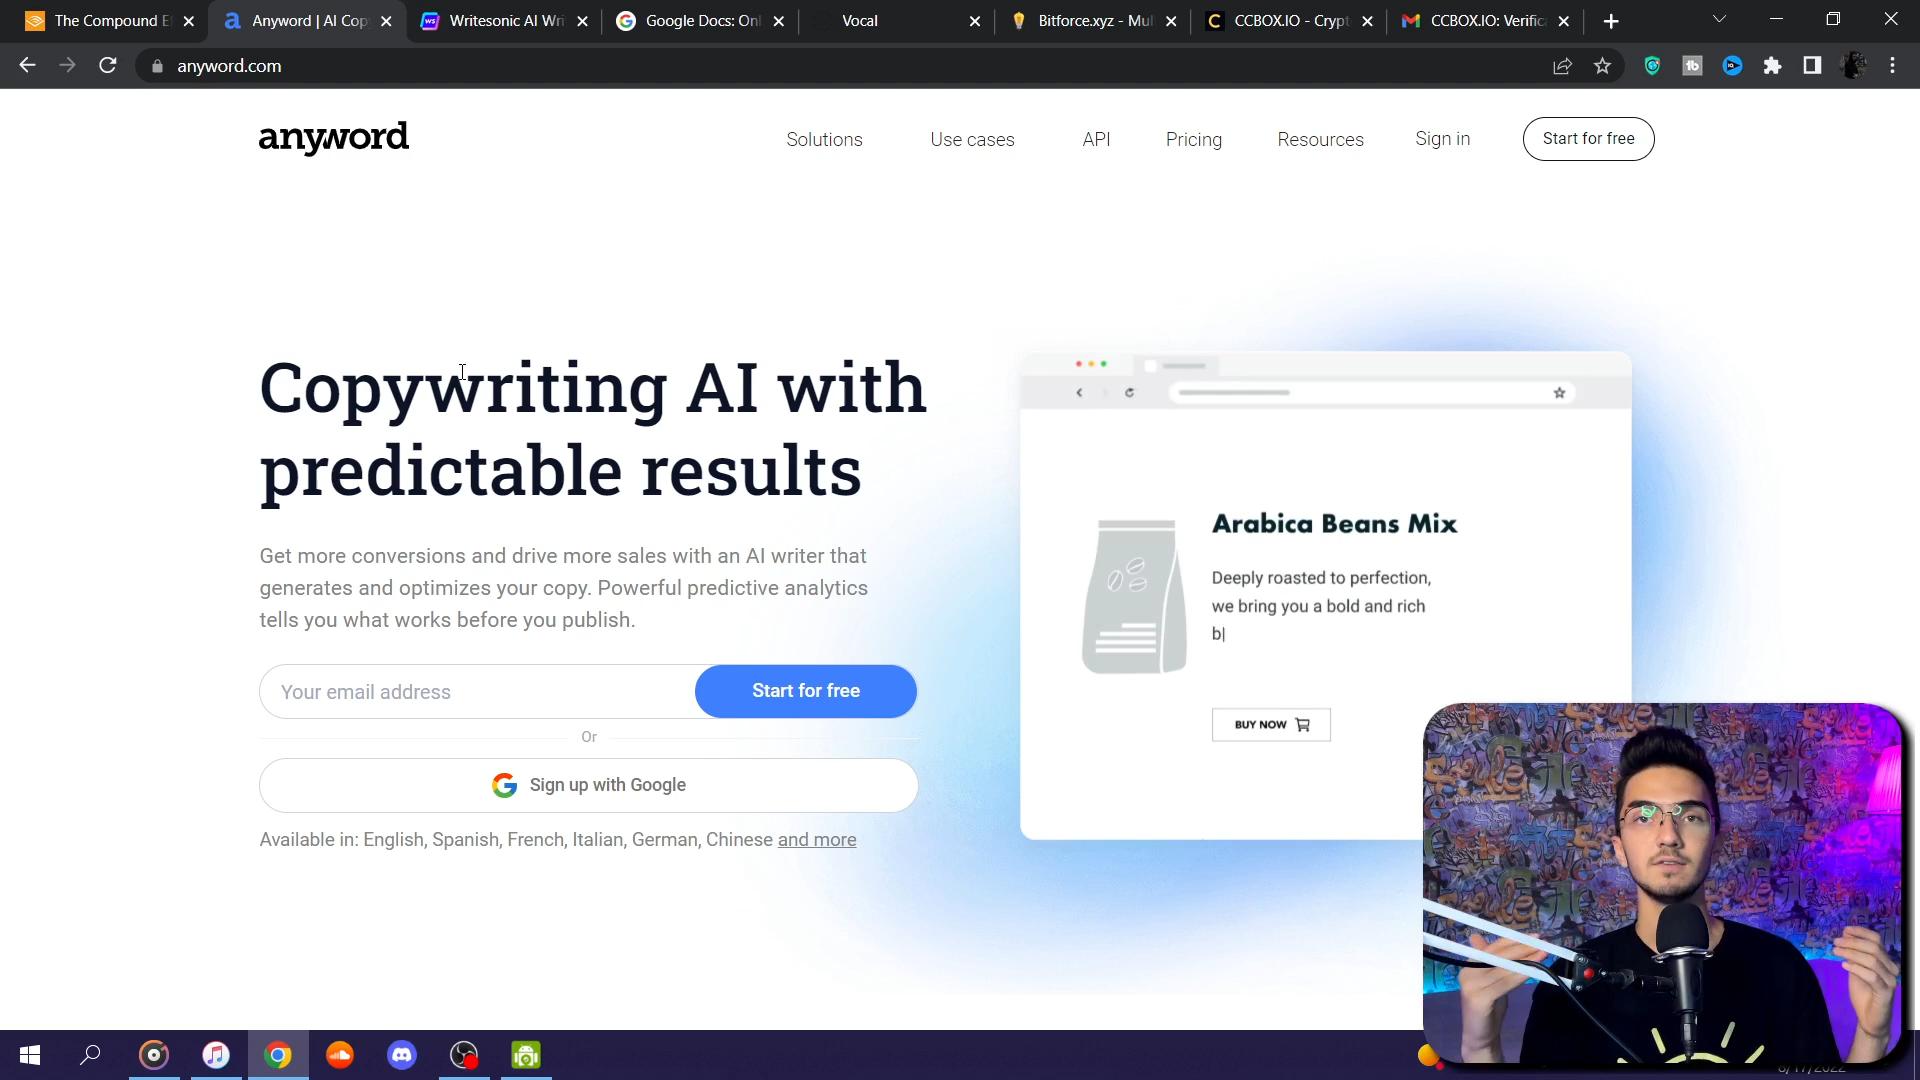 The Compound E
Anyword | AI Cop
Writesonic AI Wri
Google Docs: Onl
Vocal
Bitforce.xyz - Mul
CCBOX.IO - Crypt
CCBOX.IO: Verific
anyword.com
anyword
Solutions
Use cases
API
Pricing
Resources
Sign in
Start for free
Copywriting AI with
predictable results
Get more conversions and drive more sales with an AI writer that
generates and optimizes your copy. Powerful predictive analytics
tells you what works before you publish.
Your email address
Start for free
Or
Sign up with Google
Available in: English, Spanish, French, Italian, German, Chinese and more
Arabica Beans Mix
Deeply roasted to perfection,
we bring you a bold and rich
b|
BUY NOW